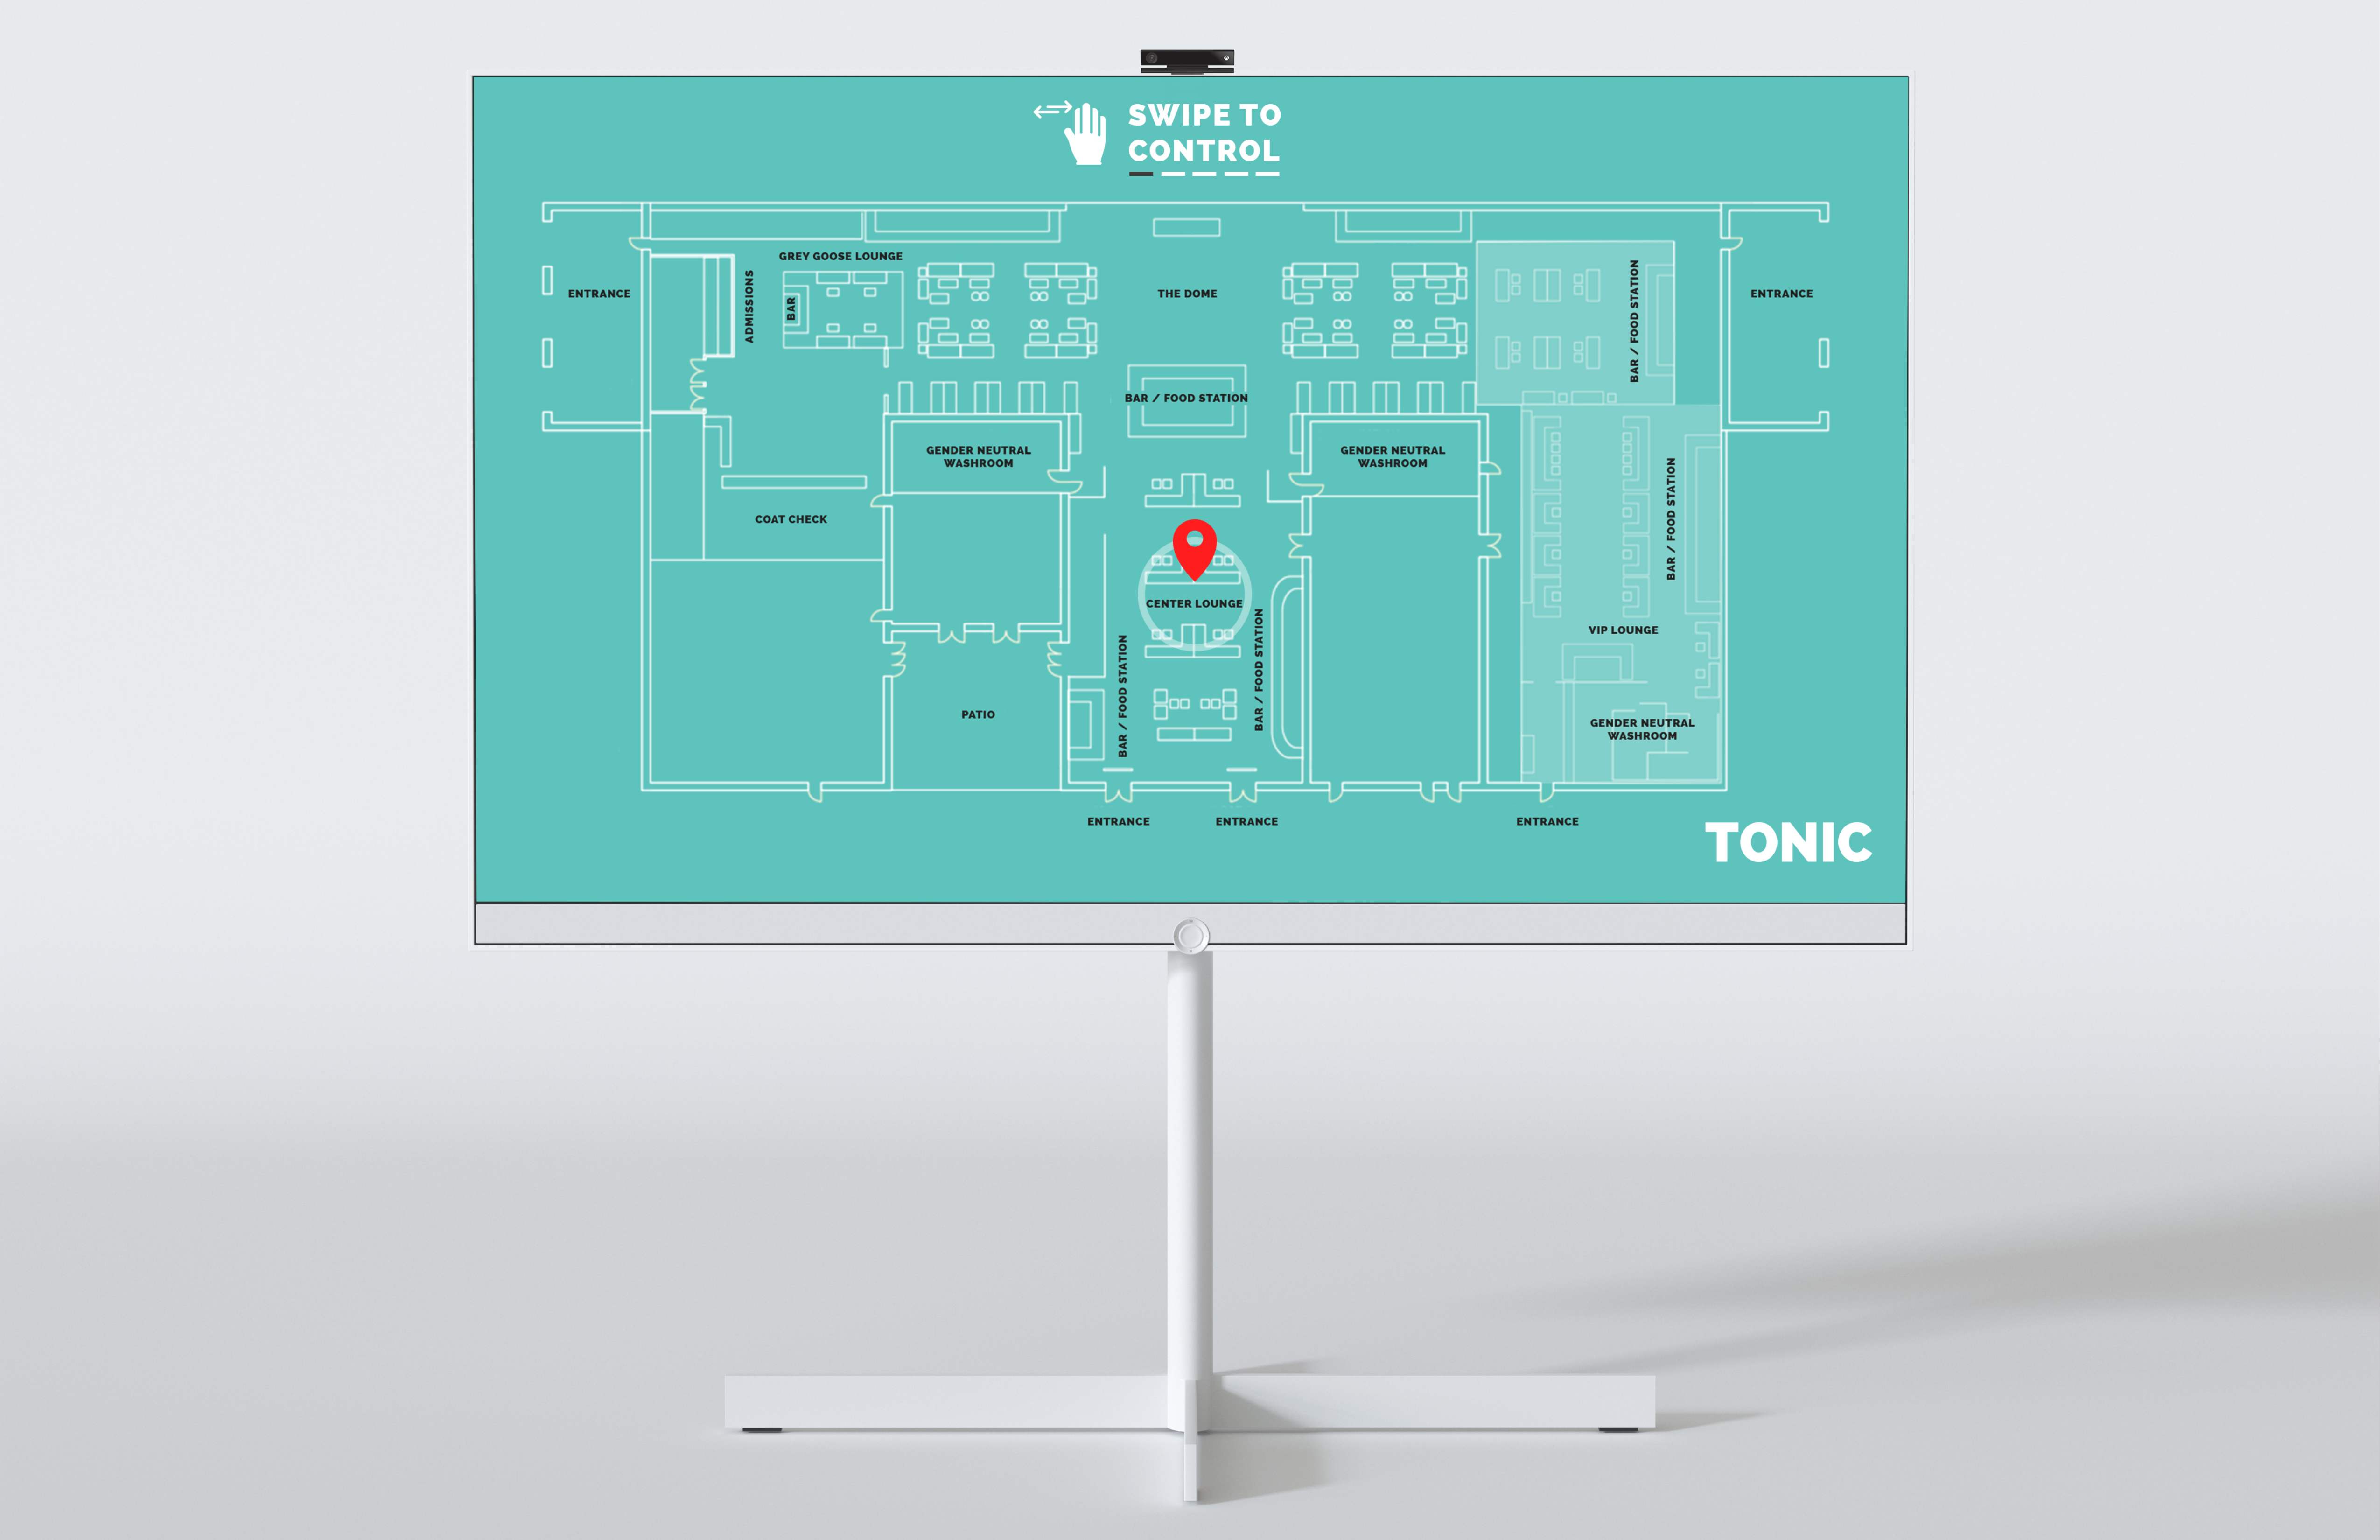 SWIPE TO
CONTROL
GREY GOOSE LOUNGE
ENTRANCE
ADMISSIONS
BAR
THE DOME
BAR / FOOD STATION
ENTRANCE
BAR / FOOD STATION
GENDER NEUTRAL
WASHROOM
GENDER NEUTRAL
WASHROOM
COAT CHECK
BAR / FOOD STATION
CENTER LOUNGE
VIP LOUNGE
BAR / FOOD STATION
BAR / FOOD STATION
PATIO
GENDER NEUTRAL
WASHROOM
ENTRANCE
ENTRANCE
ENTRANCE
TONIC